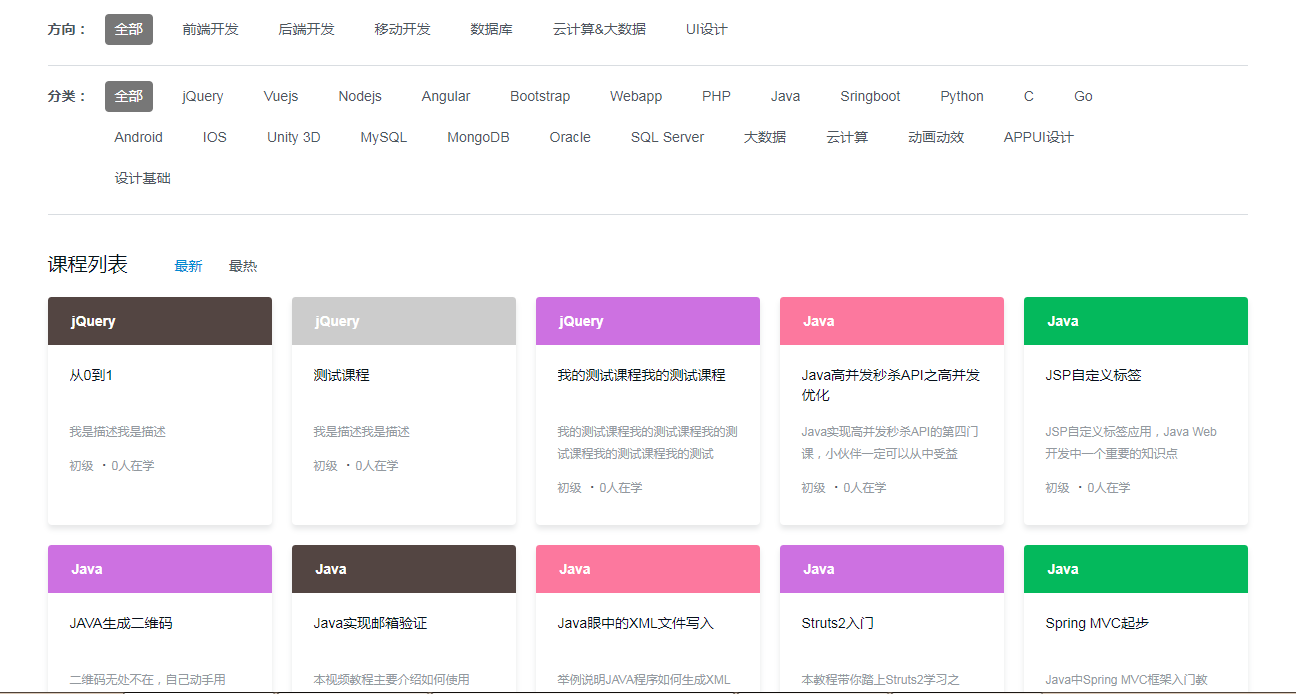 方向： 全部 前端开发 后端开发 移动开发 数据库 云计算&大数据 UI设计
分类： 全部 jQuery Vuejs Nodejs Angular Bootstrap Webapp PHP Java Sringboot Python C Go
Android IOS Unity 3D MySQL MongoDB Oracle SQL Server 大数据 云计算 动画动效 APPUI设计
设计基础
课程列表 最新 最热
jQuery
从0到1
我是描述我是描述
初级 · 0人在学
jQuery
测试课程
我是描述我是描述
初级 · 0人在学
jQuery
我的测试课程我的测试课程
我的测试课程我的测试课程我的测
试课程我的测试课程我的测试
初级 · 0人在学
Java
Java高并发秒杀API之高并发
优化
Java实现高并发秒杀API的第四门
课，小伙伴一定可以从中受益
初级 · 0人在学
Java
JSP自定义标签
JSP自定义标签应用，Java Web
开发中一个重要的知识点
初级 · 0人在学
Java
JAVA生成二维码
二维码无处不在，自己动手用
Java
Java实现邮箱验证
本视频教程主要介绍如何使用
Java
Java眼中的XML文件写入
举例说明JAVA程序如何生成XML
Java
Struts2入门
本教程带你踏上Struts2学习之
Java
Spring MVC起步
Java中Spring MVC框架入门教